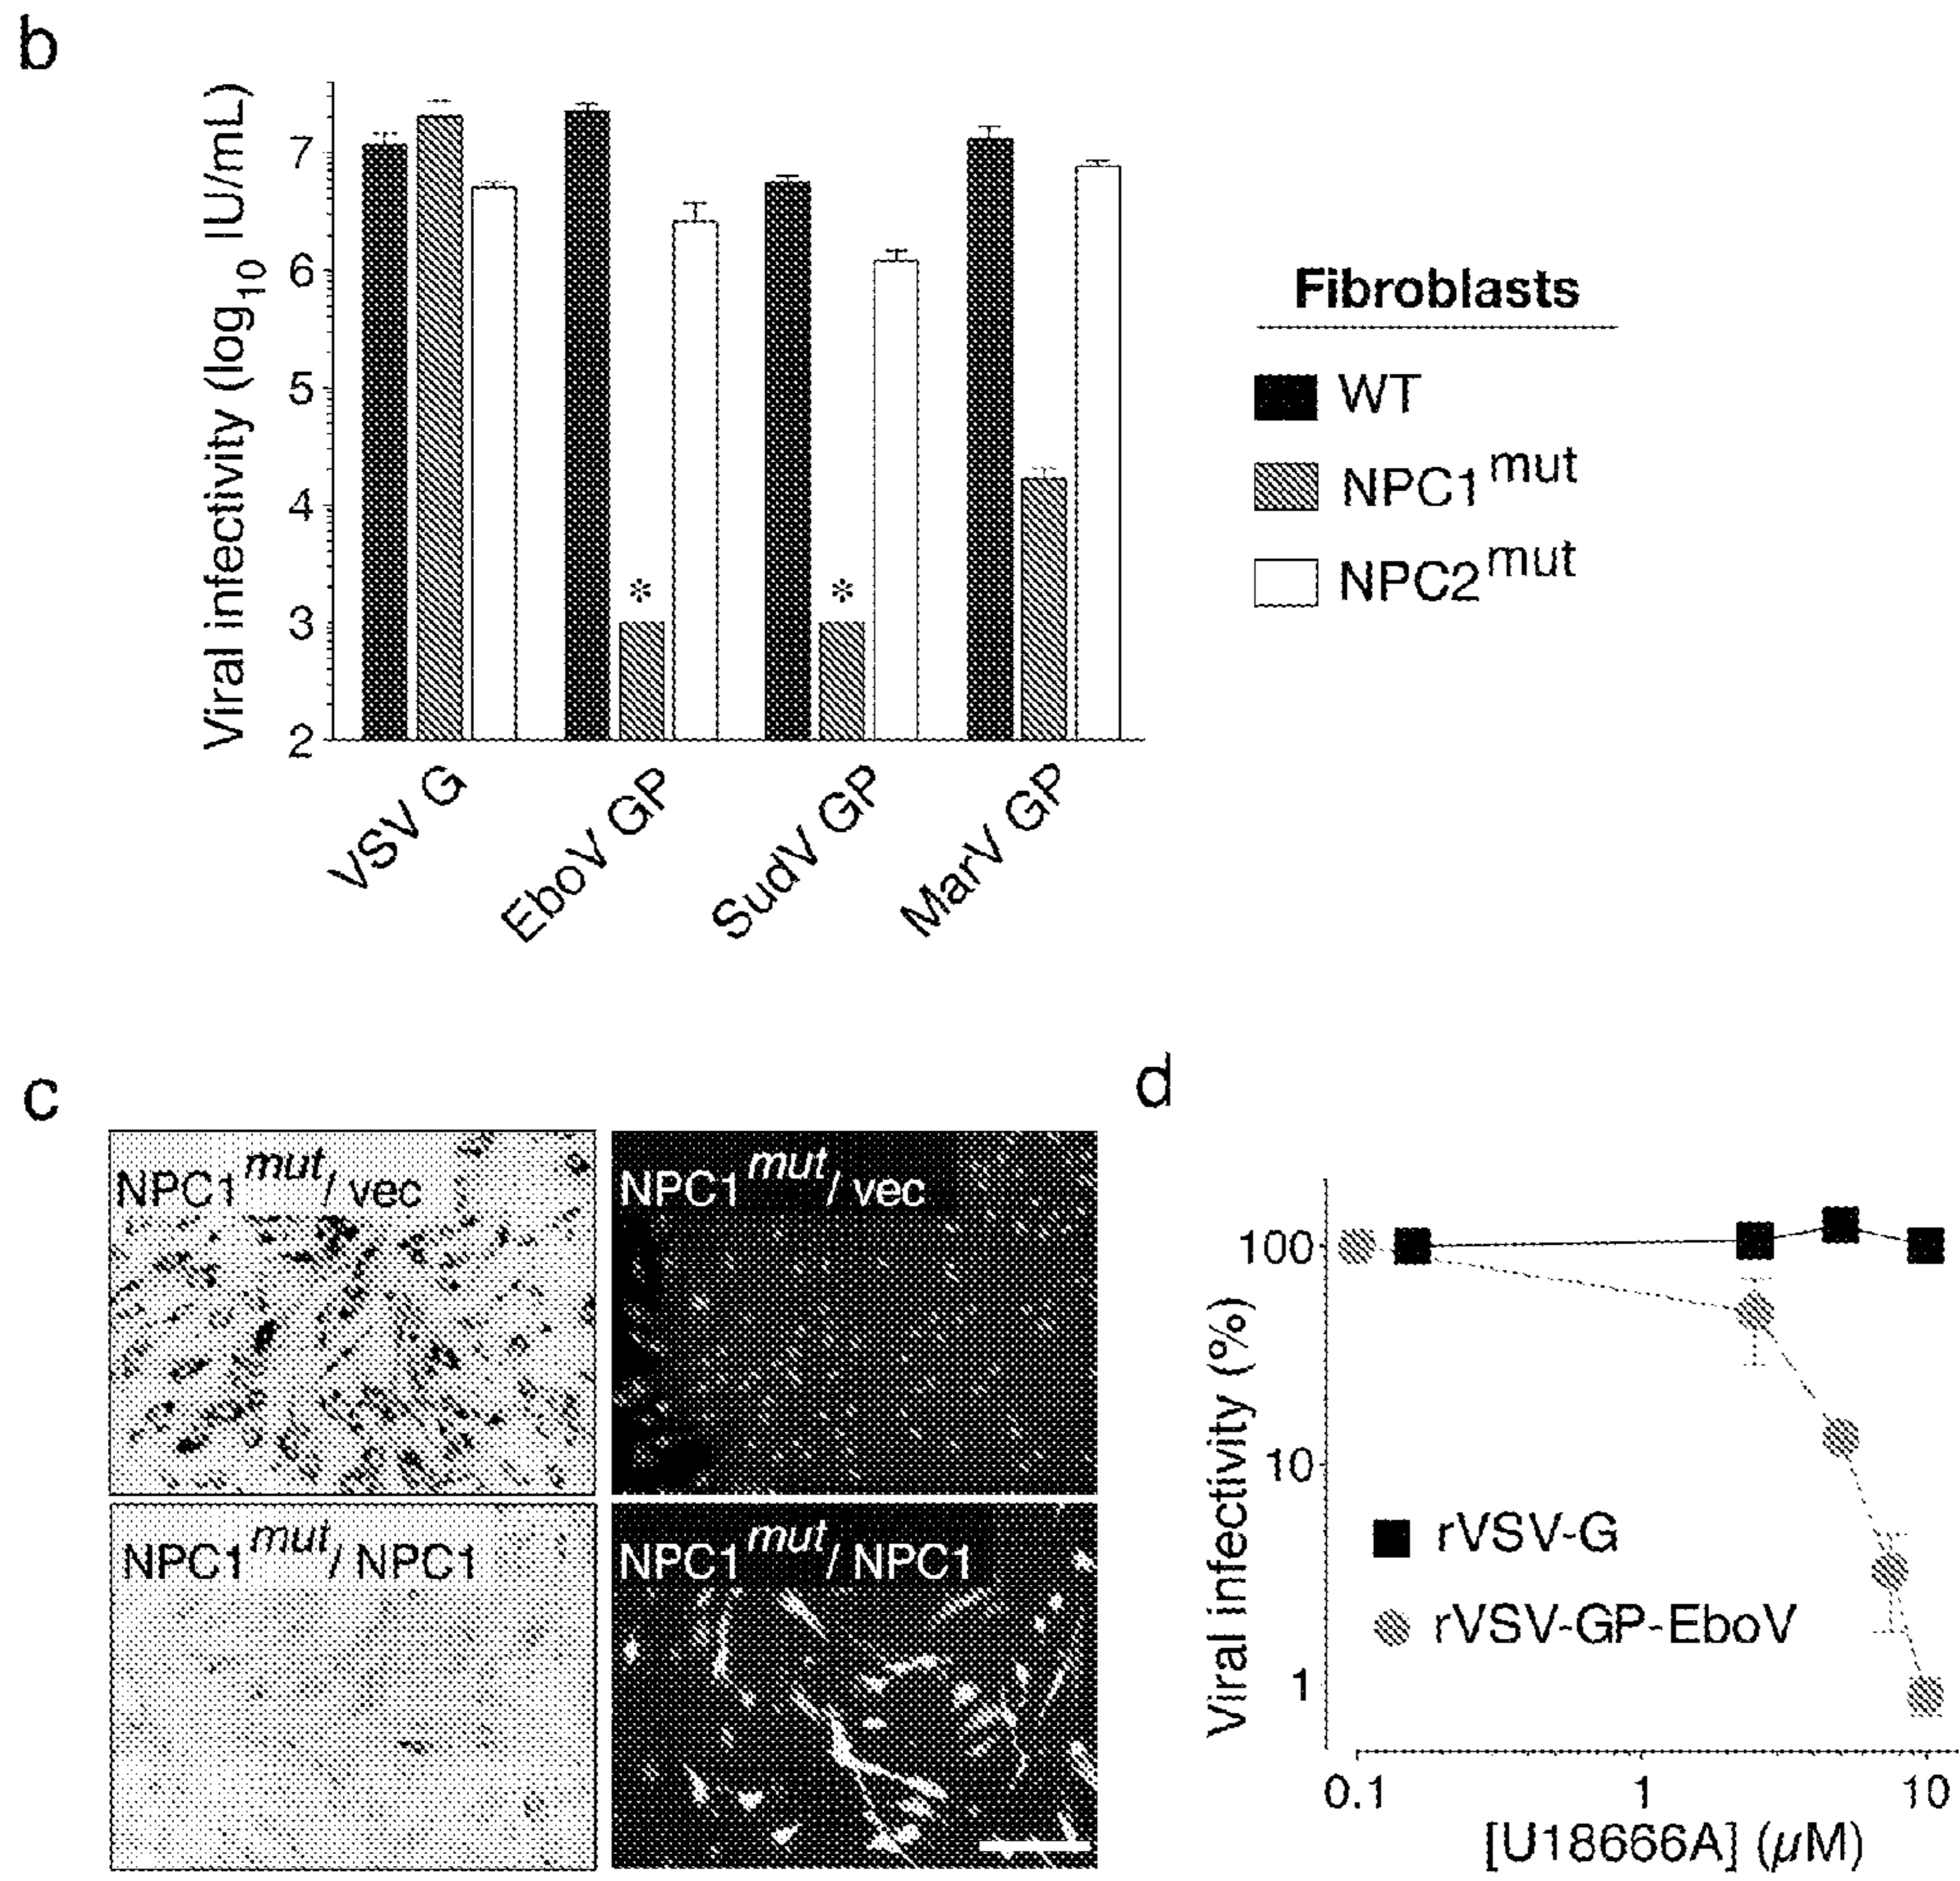 b
Viral infectivity (log10 IU/mL)
7
6
5
4
3
2
*
*
VSV G
EboV GP
SudV GP
MarV GP
Fibroblasts
WT
NPC1mut
NPC2mut
c
NPC1mut/ vec
NPC1mut/ vec
NPC1mut/ NPC1
NPC1mut/ NPC1
d
Viral infectivity (%)
100
10
1
rVSV-G
rVSV-GP-EboV
0.1
1
10
[U18666A] (µM)